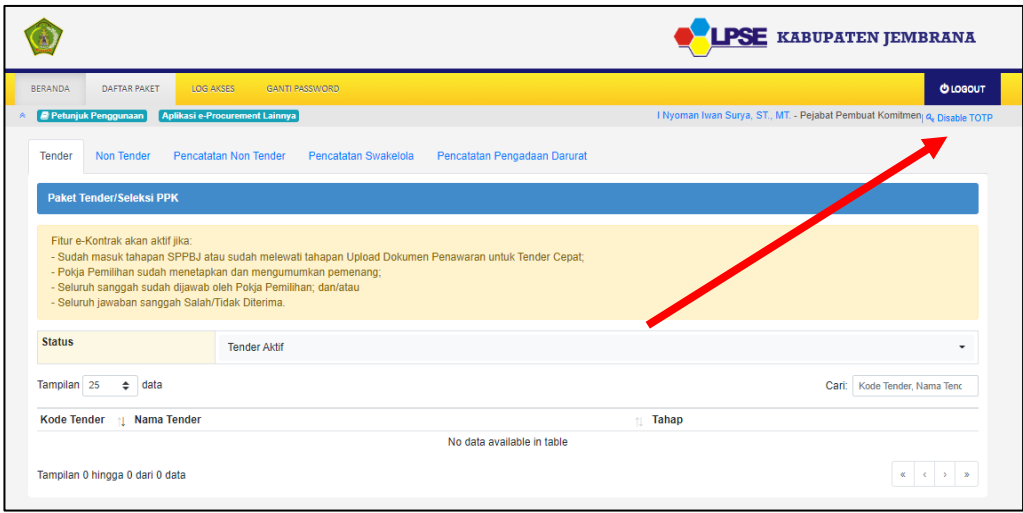 LPSE KABUPATEN JEMBRANA
BERANDA DAFTAR PAKET LOG AKSES GANTI PASSWORD LOGOUT
Petunjuk Penggunaan Aplikasi e-Procurement Lainnya I Nyoman Iwan Surya, ST., MT. - Pejabat Pembuat Komitmen Disable TOTP
Tender Non Tender Pencatatan Non Tender Pencatatan Swakelola Pencatatan Pengadaan Darurat
Paket Tender/Seleksi PPK
Fitur e-Kontrak akan aktif jika:
- Sudah masuk tahapan SPPBJ atau sudah melewati tahapan Upload Dokumen Penawaran untuk Tender Cepat;
- Pokja Pemilihan sudah menetapkan dan mengumumkan pemenang;
- Seluruh sanggah sudah dijawab oleh Pokja Pemilihan; dan/atau
- Seluruh jawaban sanggah Salah/Tidak Diterima.
Status Tender Aktif
Tampilan 25 data Cari: Kode Tender, Nama Tend
Kode Tender Nama Tender Tahap
No data available in table
Tampilan 0 hingga 0 dari 0 data « ‹ › »